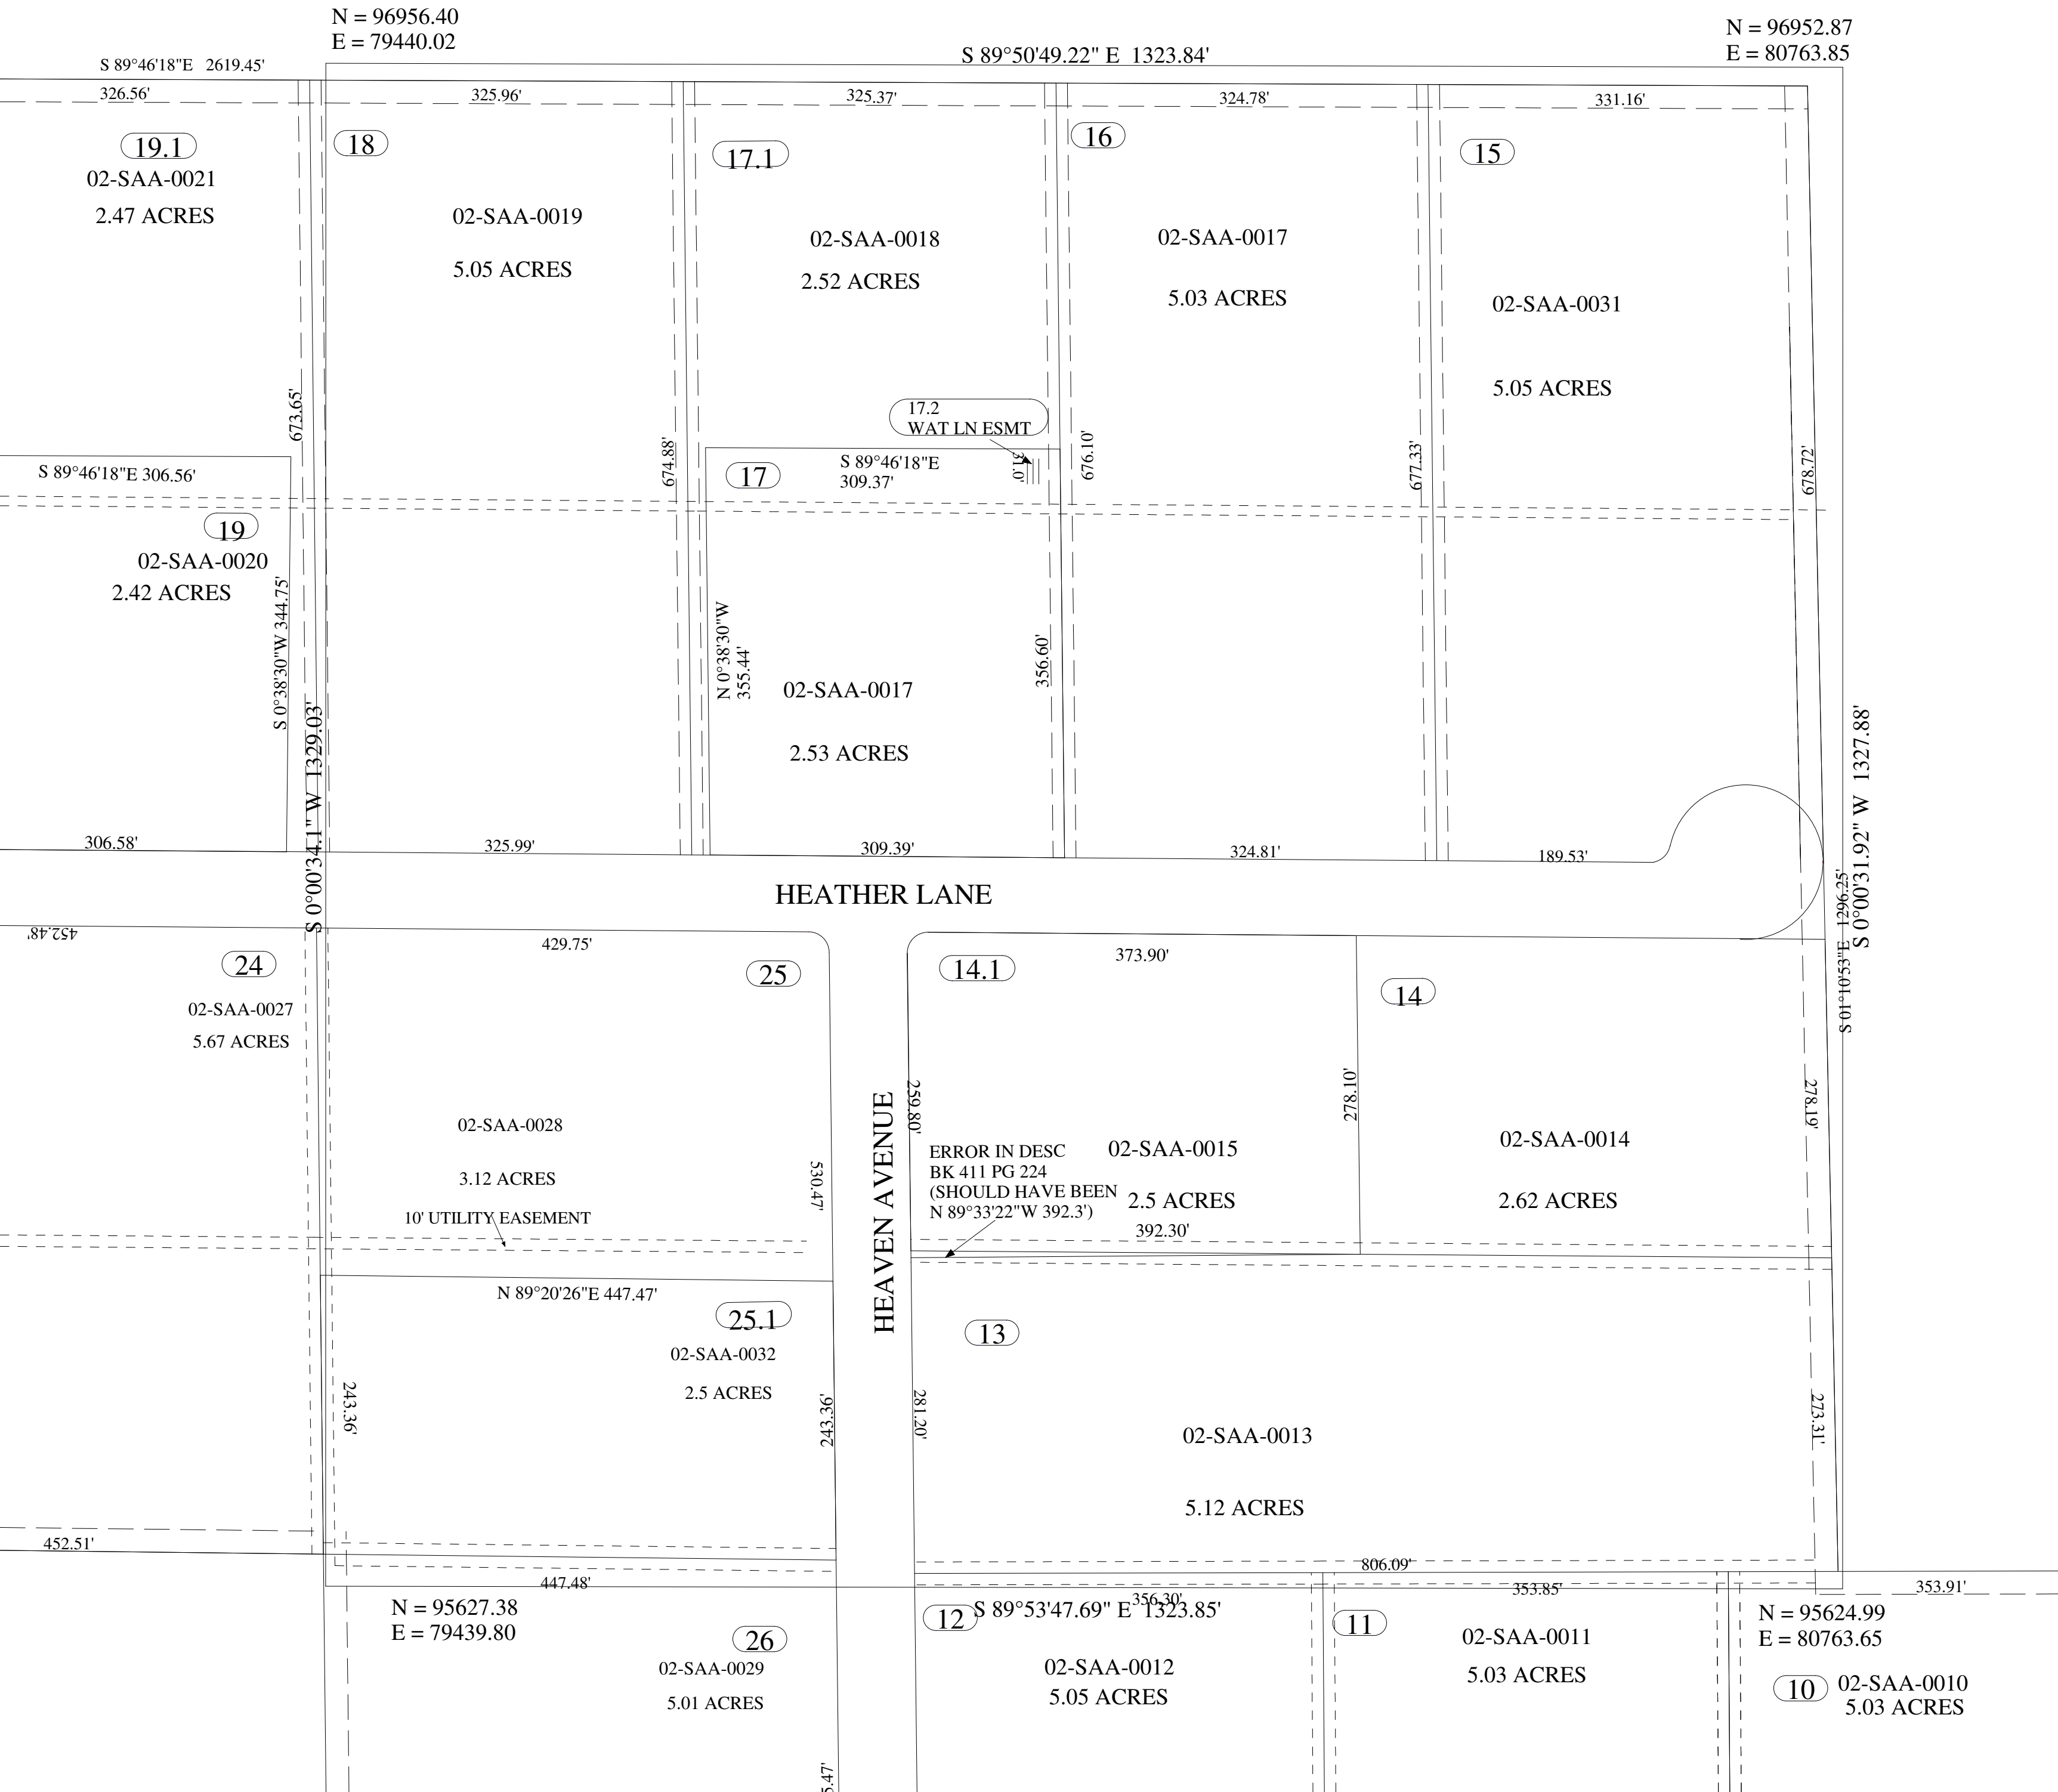 N = 96956.40
E = 79440.02
N = 96952.87
E = 80763.85
S 89°46'18"E 2619.45'
S 89°50'49.22" E 1323.84'
326.56'
325.96'
325.37'
324.78'
331.16'
19.1
02-SAA-0021
2.47 ACRES
18
02-SAA-0019
5.05 ACRES
17.1
02-SAA-0018
2.52 ACRES
16
02-SAA-0017
5.03 ACRES
15
02-SAA-0031
5.05 ACRES
673.65'
674.88'
676.10'
677.33'
678.72'
17.2
WAT LN ESMT
31.0'
S 89°46'18"E 306.56'
17
S 89°46'18"E
309.37'
19
02-SAA-0020
2.42 ACRES
S 0°38'30"W 344.75'
N 0°38'30"W
355.44'
356.60'
02-SAA-0017
2.53 ACRES
S 0°00'34.1" W 1329.03'
S 0°00'31.92" W 1327.88'
S 01°10'53"E 1296.25'
306.58'
325.99'
309.39'
324.81'
189.53'
HEATHER LANE
452.48'
429.75'
373.90'
24
02-SAA-0027
5.67 ACRES
25
02-SAA-0028
3.12 ACRES
10' UTILITY EASEMENT
530.47'
HEAVEN AVENUE
14.1
259.80'
278.10'
278.19'
14
ERROR IN DESC
BK 411 PG 224
(SHOULD HAVE BEEN
N 89°33'22"W 392.3')
02-SAA-0015
2.5 ACRES
392.30'
02-SAA-0014
2.62 ACRES
N 89°20'26"E 447.47'
25.1
02-SAA-0032
2.5 ACRES
243.36'
243.36'
281.20'
273.31'
13
02-SAA-0013
5.12 ACRES
452.51'
447.48'
806.09'
356.30'
353.85'
353.91'
N = 95627.38
E = 79439.80
S 89°53'47.69" E 1323.85'
N = 95624.99
E = 80763.65
26
02-SAA-0029
5.01 ACRES
12
02-SAA-0012
5.05 ACRES
11
02-SAA-0011
5.03 ACRES
10
02-SAA-0010
5.03 ACRES